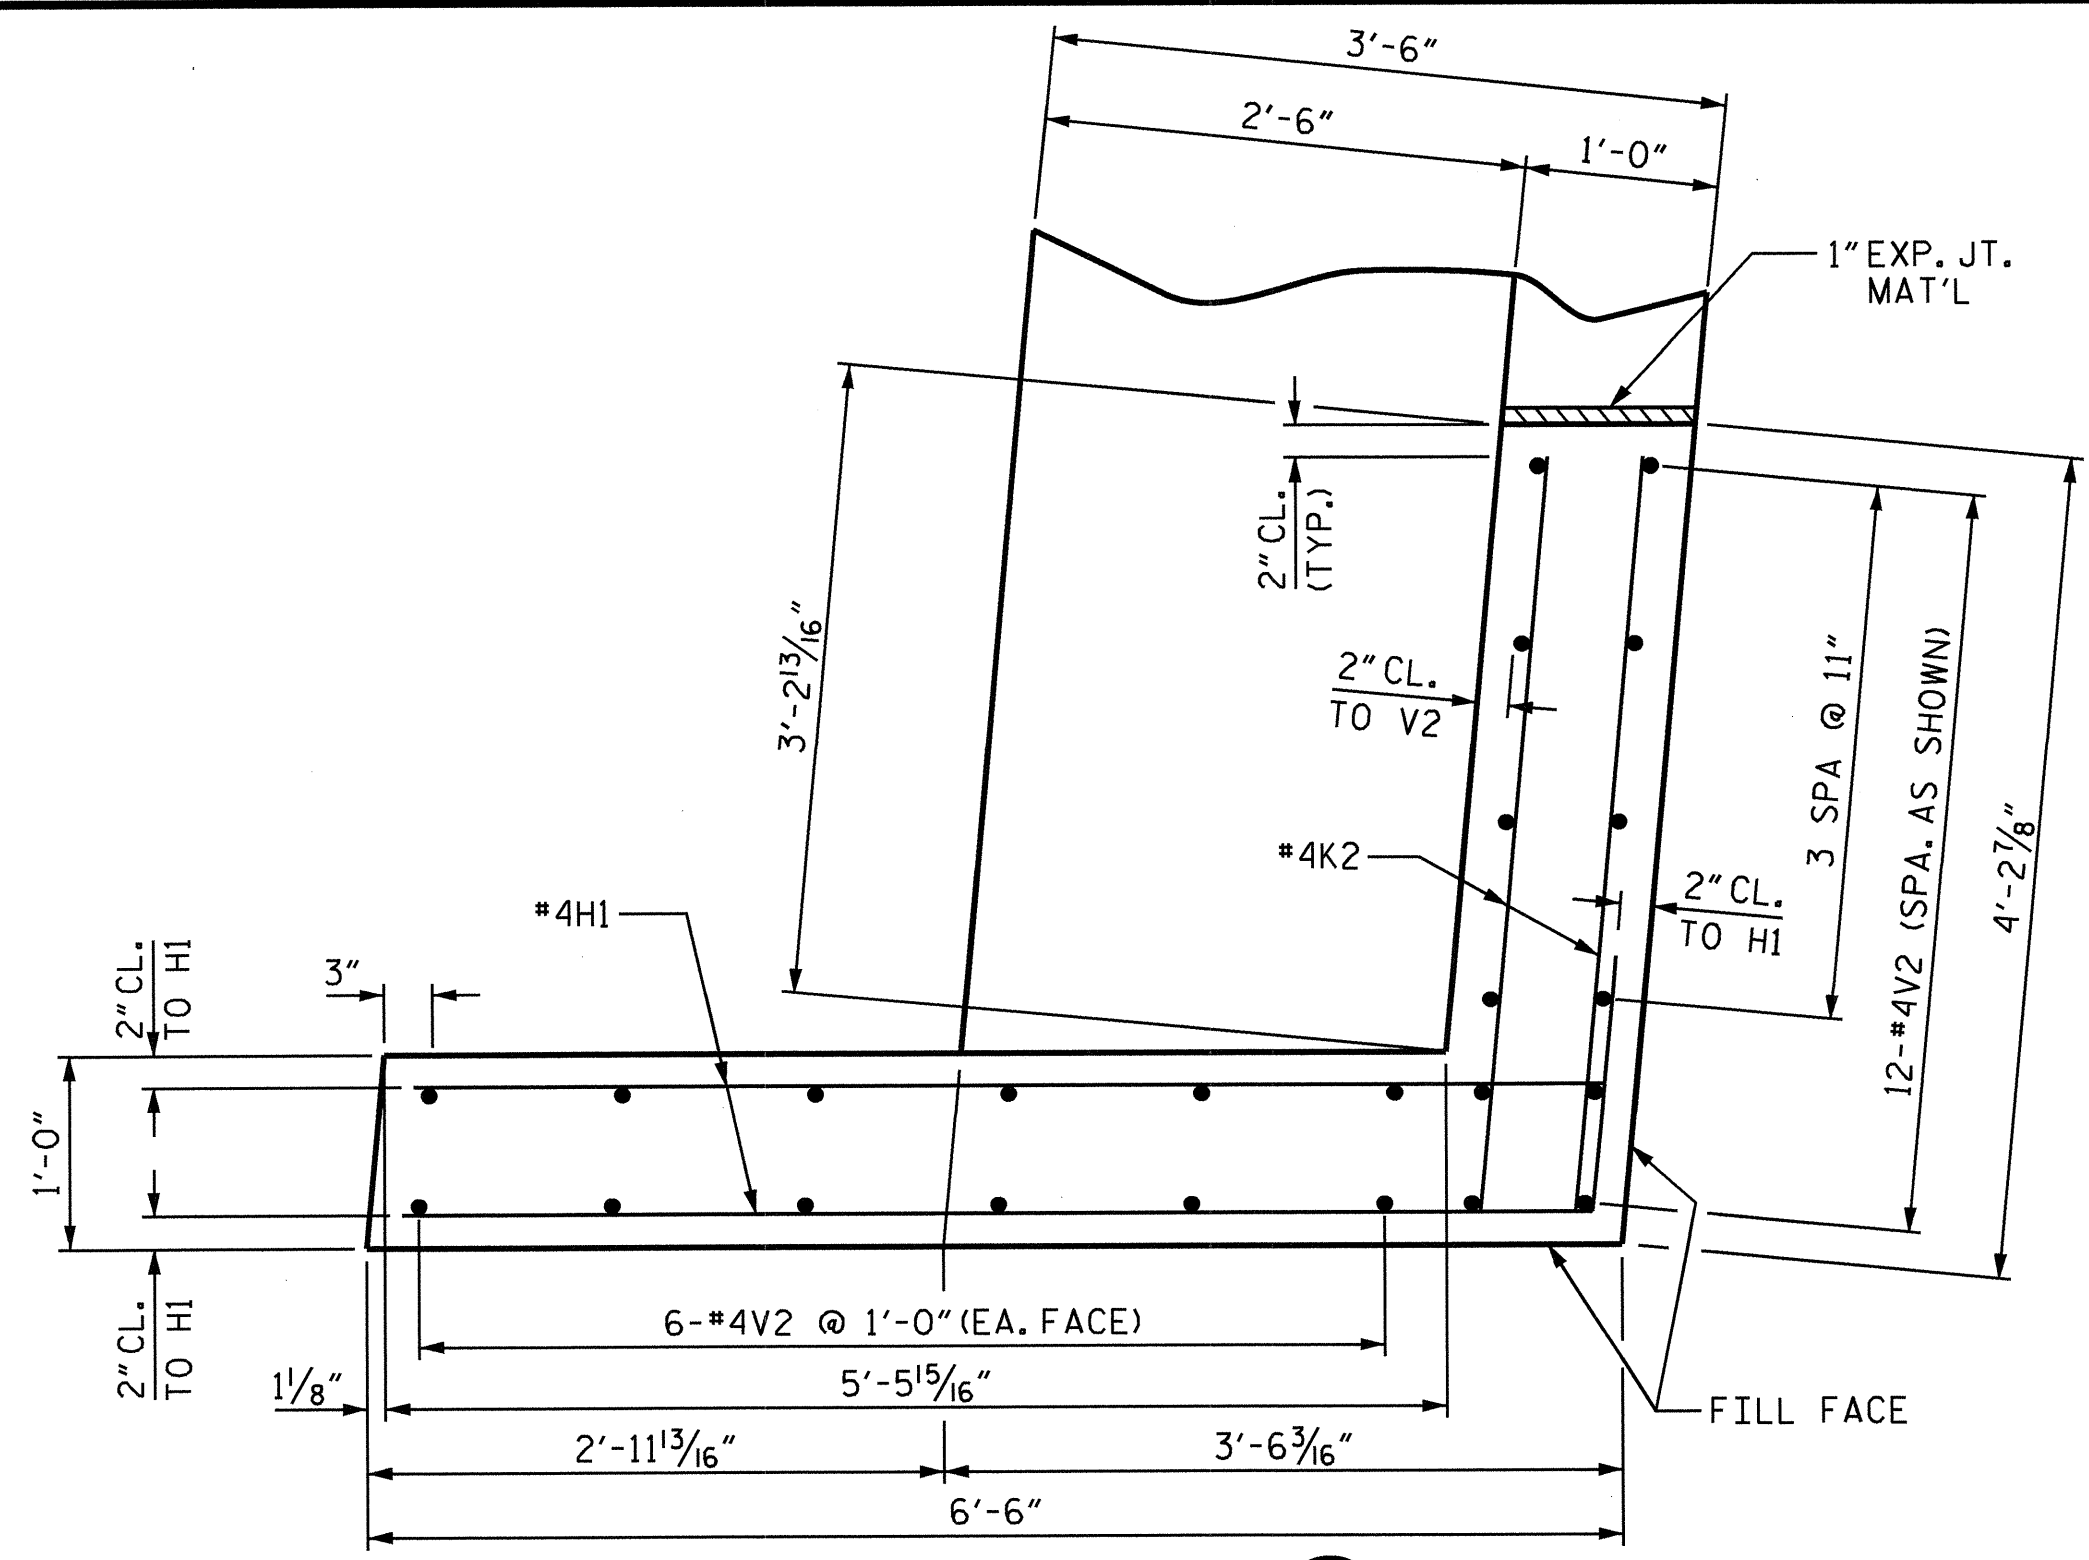 3'-6"
2'-6"
1'-0"
1" EXP. JT.
MAT'L
2" CL.
(TYP.)
3'-2 13/16"
2" CL.
TO V2
3 SPA @ 11"
12-#4V2 (SPA. AS SHOWN)
4'-2 7/8"
#4K2
2" CL.
TO H1
#4H1
2" CL.
TO H1
3"
1'-0"
2" CL.
TO H1
6-#4V2 @ 1'-0" (EA. FACE)
1 1/8"
5'-5 15/16"
FILL FACE
2'-11 13/16"
3'-6 3/16"
6'-6"